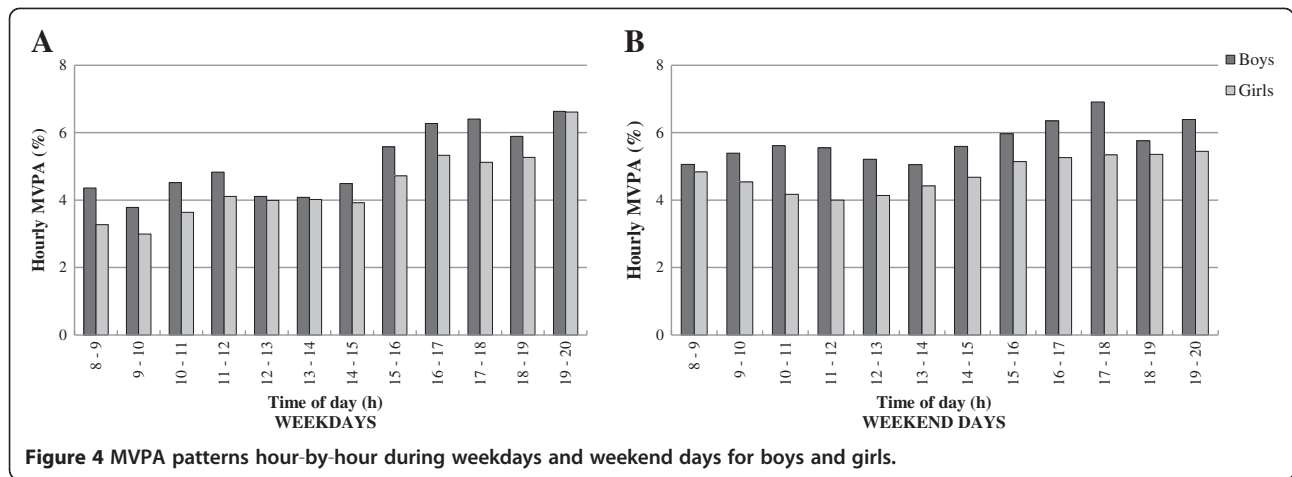 A
8
6
4
2
0
Hourly MVPA (%)
8 - 9
9 - 10
10 - 11
11 - 12
12 - 13
13 - 14
14 - 15
15 - 16
16 - 17
17 - 18
18 - 19
19 - 20
Time of day (h)
WEEKDAYS
B
8
6
4
2
0
Hourly MVPA (%)
8 - 9
9 - 10
10 - 11
11 - 12
12 - 13
13 - 14
14 - 15
15 - 16
16 - 17
17 - 18
18 - 19
19 - 20
Time of day (h)
WEEKEND DAYS
Boys
Girls
Figure 4 MVPA patterns hour-by-hour during weekdays and weekend days for boys and girls.